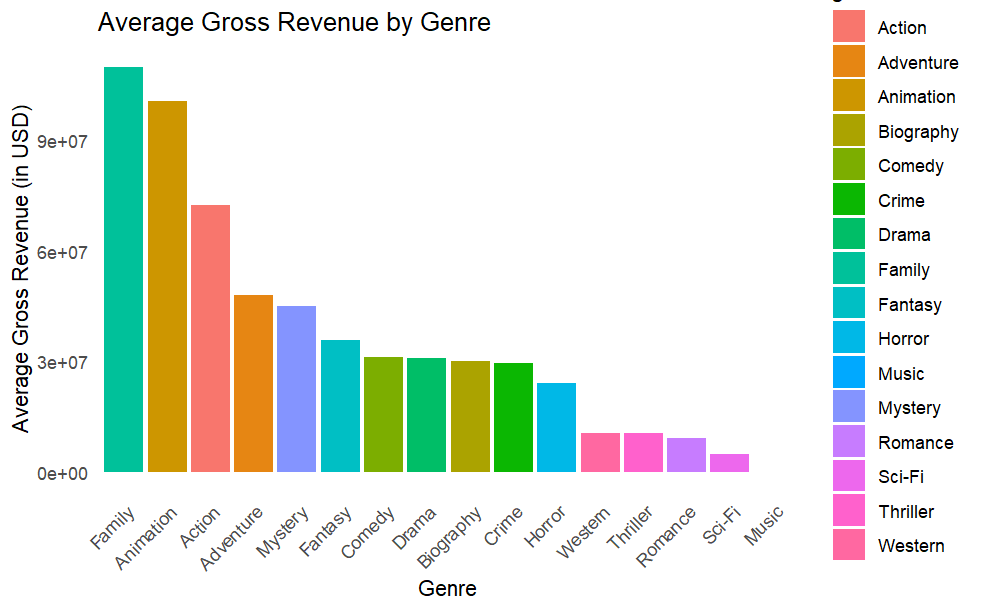 Average Gross Revenue by Genre
Average Gross Revenue (in USD)
9e+07
6e+07
3e+07
0e+00
Family
Animation
Action
Adventure
Mystery
Fantasy
Comedy
Drama
Biography
Crime
Horror
Western
Thriller
Romance
Sci-Fi
Music
Genre
Action
Adventure
Animation
Biography
Comedy
Crime
Drama
Family
Fantasy
Horror
Music
Mystery
Romance
Sci-Fi
Thriller
Western